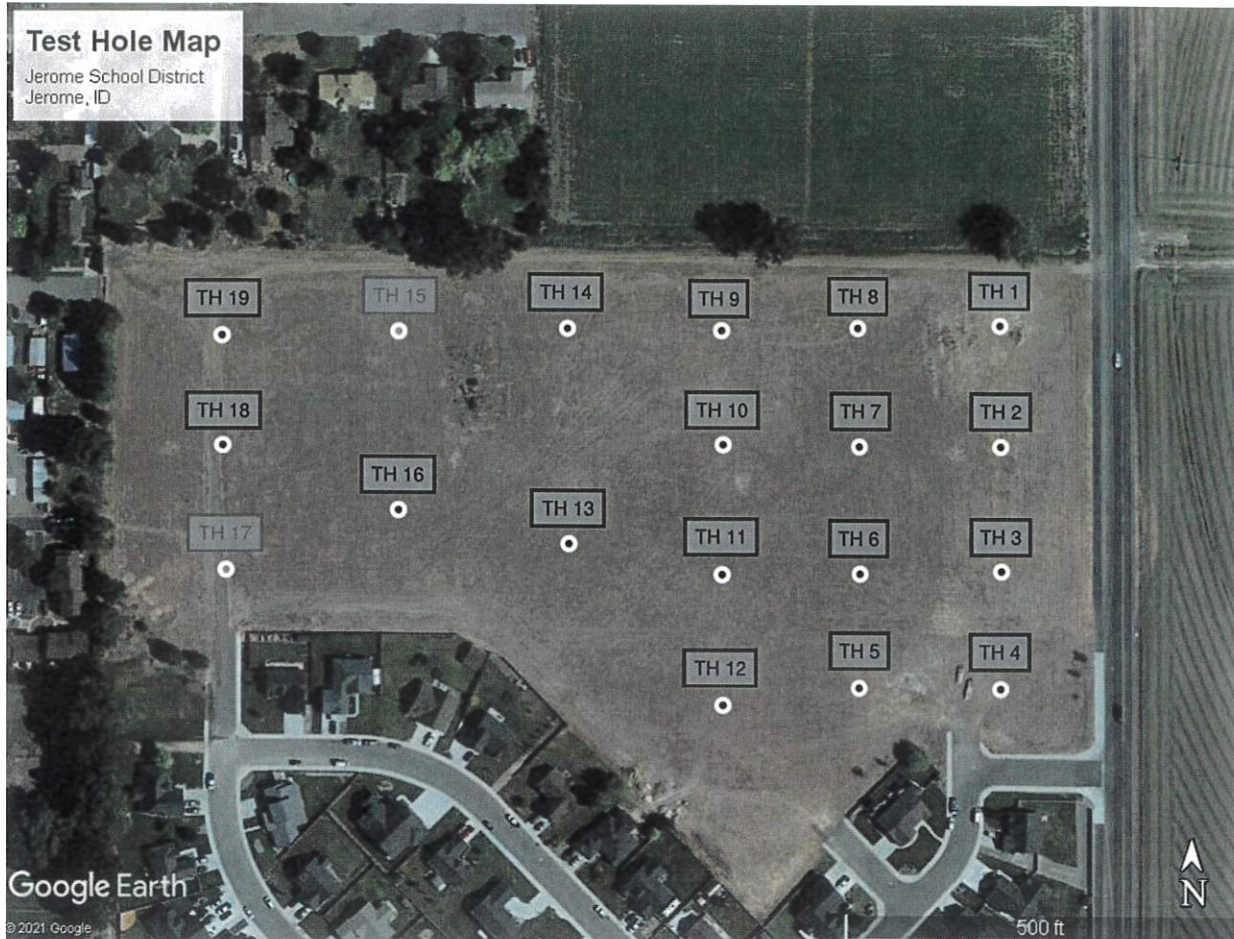 Test Hole Map
Jerome School District
Jerome, ID
TH 19
TH 15
TH 14
TH 9
TH 8
TH 1
TH 18
TH 10
TH 7
TH 2
TH 16
TH 13
TH 17
TH 11
TH 6
TH 3
TH 12
TH 5
TH 4
N
Google Earth
© 2021 Google
500 ft